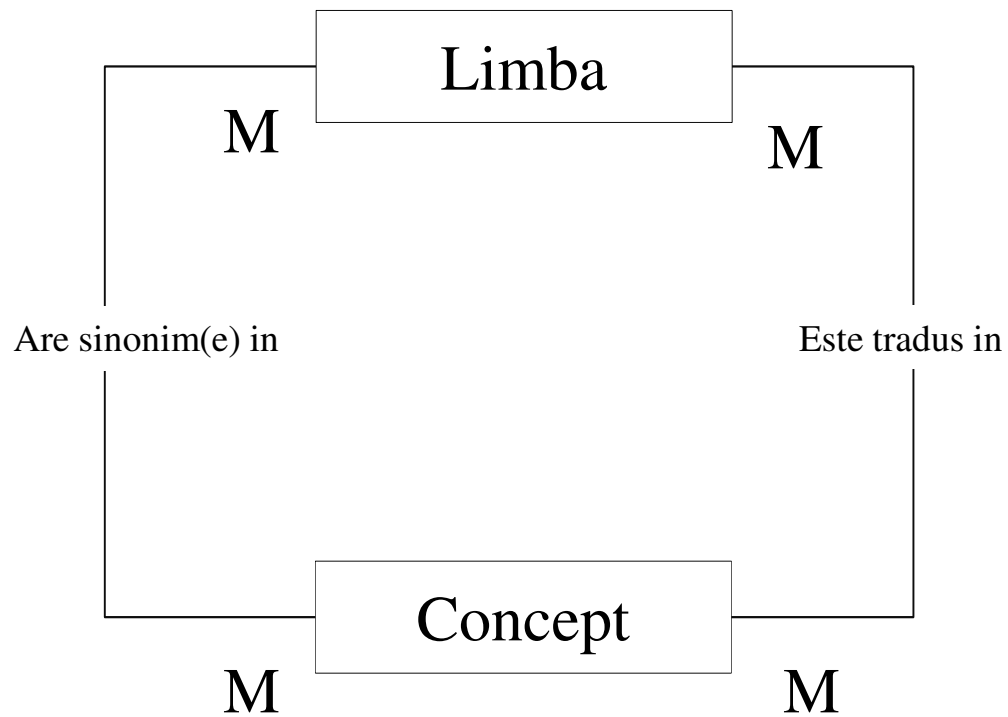 Limba
M
M
Are sinonim(e) in
Este tradus in
Concept
M
M